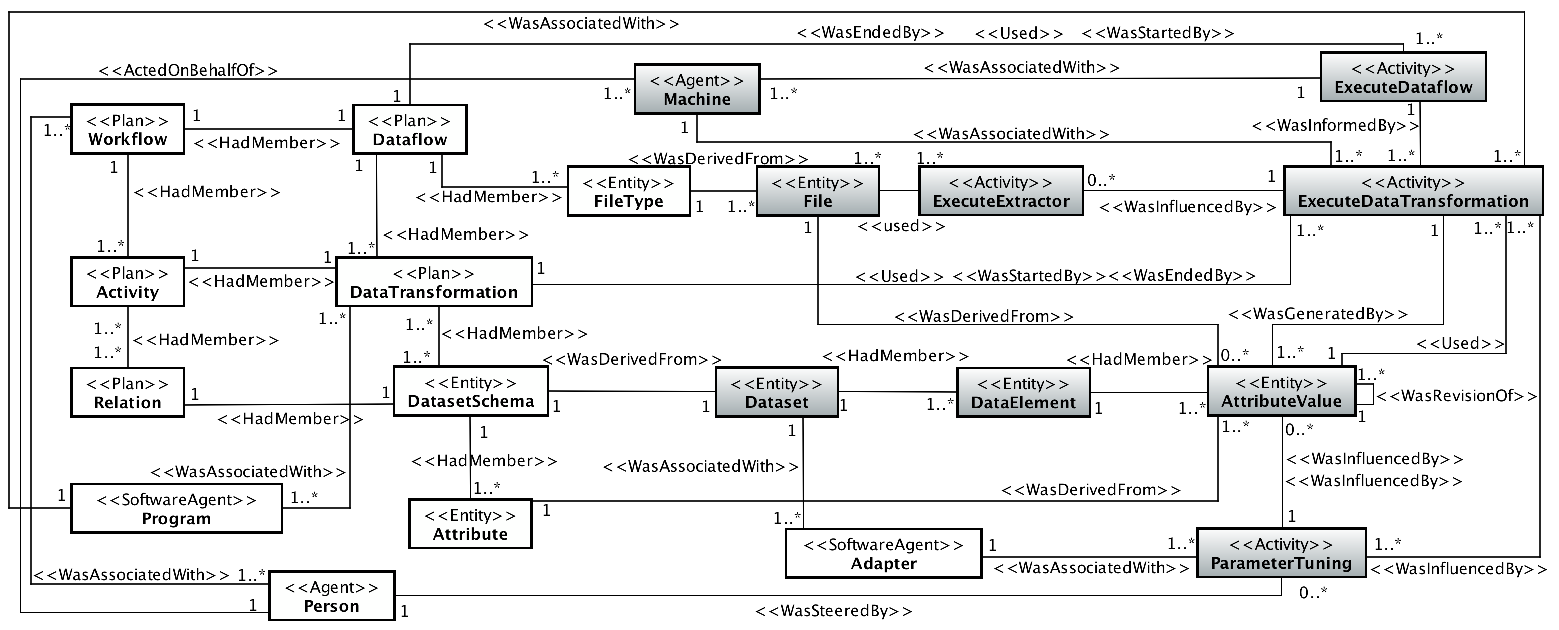 <<WasAssociatedWith>>
<<WasEndedBy>> <<Used>> <<WasStartedBy>>
1..*
<<ActedOnBehalfOf>>
<<WasAssociatedWith>>
<<Agent>>
Machine
1..*
1..*
1
<<Activity>>
ExecuteDataflow
1
1
1..*
<<Plan>>
Workflow
1
1
<<HadMember>>
<<Plan>>
Dataflow
1
1
1
<<WasAssociatedWith>>
<<WasInformedBy>>
1
<<HadMember>>
<<WasDerivedFrom>>
1..*
1..*
1..*
1..*
1..*
1..*
<<HadMember>>
<<Entity>>
FileType
1
1..*
<<Entity>>
File
<<Activity>>
ExecuteExtractor
0..*
1
<<WasInfluencedBy>>
<<Activity>>
ExecuteDataTransformation
1
<<used>>
1..*
1
1..*
1..*
1..*
<<HadMember>>
1..*
<<Plan>>
Activity
1
1
<<HadMember>>
<<Plan>>
DataTransformation
1
<<Used>> <<WasStartedBy>> <<WasEndedBy>>
1..*
1..*
<<HadMember>>
1..*
1..*
<<HadMember>>
1..*
<<WasDerivedFrom>>
<<WasGeneratedBy>>
<<Used>>
<<Plan>>
Relation
1
1
<<HadMember>>
<<Entity>>
DatasetSchema
1
<<WasDerivedFrom>>
1
<<Entity>>
Dataset
1
<<HadMember>>
1..*
<<Entity>>
DataElement
1
<<HadMember>>
1..*
0..*
1..*
1
<<Entity>>
AttributeValue
1..*
<<WasRevisionOf>>
1
1
<<HadMember>>
1..*
1
<<WasAssociatedWith>>
1..*
1..*
0..*
<<WasInfluencedBy>>
<<WasInfluencedBy>>
1
<<WasAssociatedWith>>
1
<<SoftwareAgent>>
Program
1..*
<<Entity>>
Attribute
1
<<WasDerivedFrom>>
<<SoftwareAgent>>
Adapter
1
1..*
<<WasAssociatedWith>>
<<Activity>>
ParameterTuning
1..*
<<WasInfluencedBy>>
0..*
<<WasAssociatedWith>>
1..*
1
<<Agent>>
Person
1
<<WasSteeredBy>>